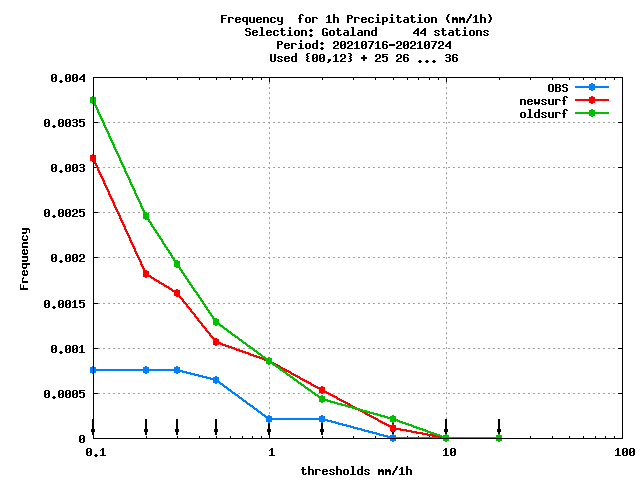 Frequency  for 1h Precipitation (mm/1h)
Selection: Gotaland     44 stations
Period: 20210716-20210724
Used {00,12} + 25 26 ... 36
OBS
newsurf
oldsurf
0.004
0.0035
0.003
0.0025
0.002
0.0015
0.001
0.0005
0
Frequency
0.1 1 10 100
thresholds mm/1h